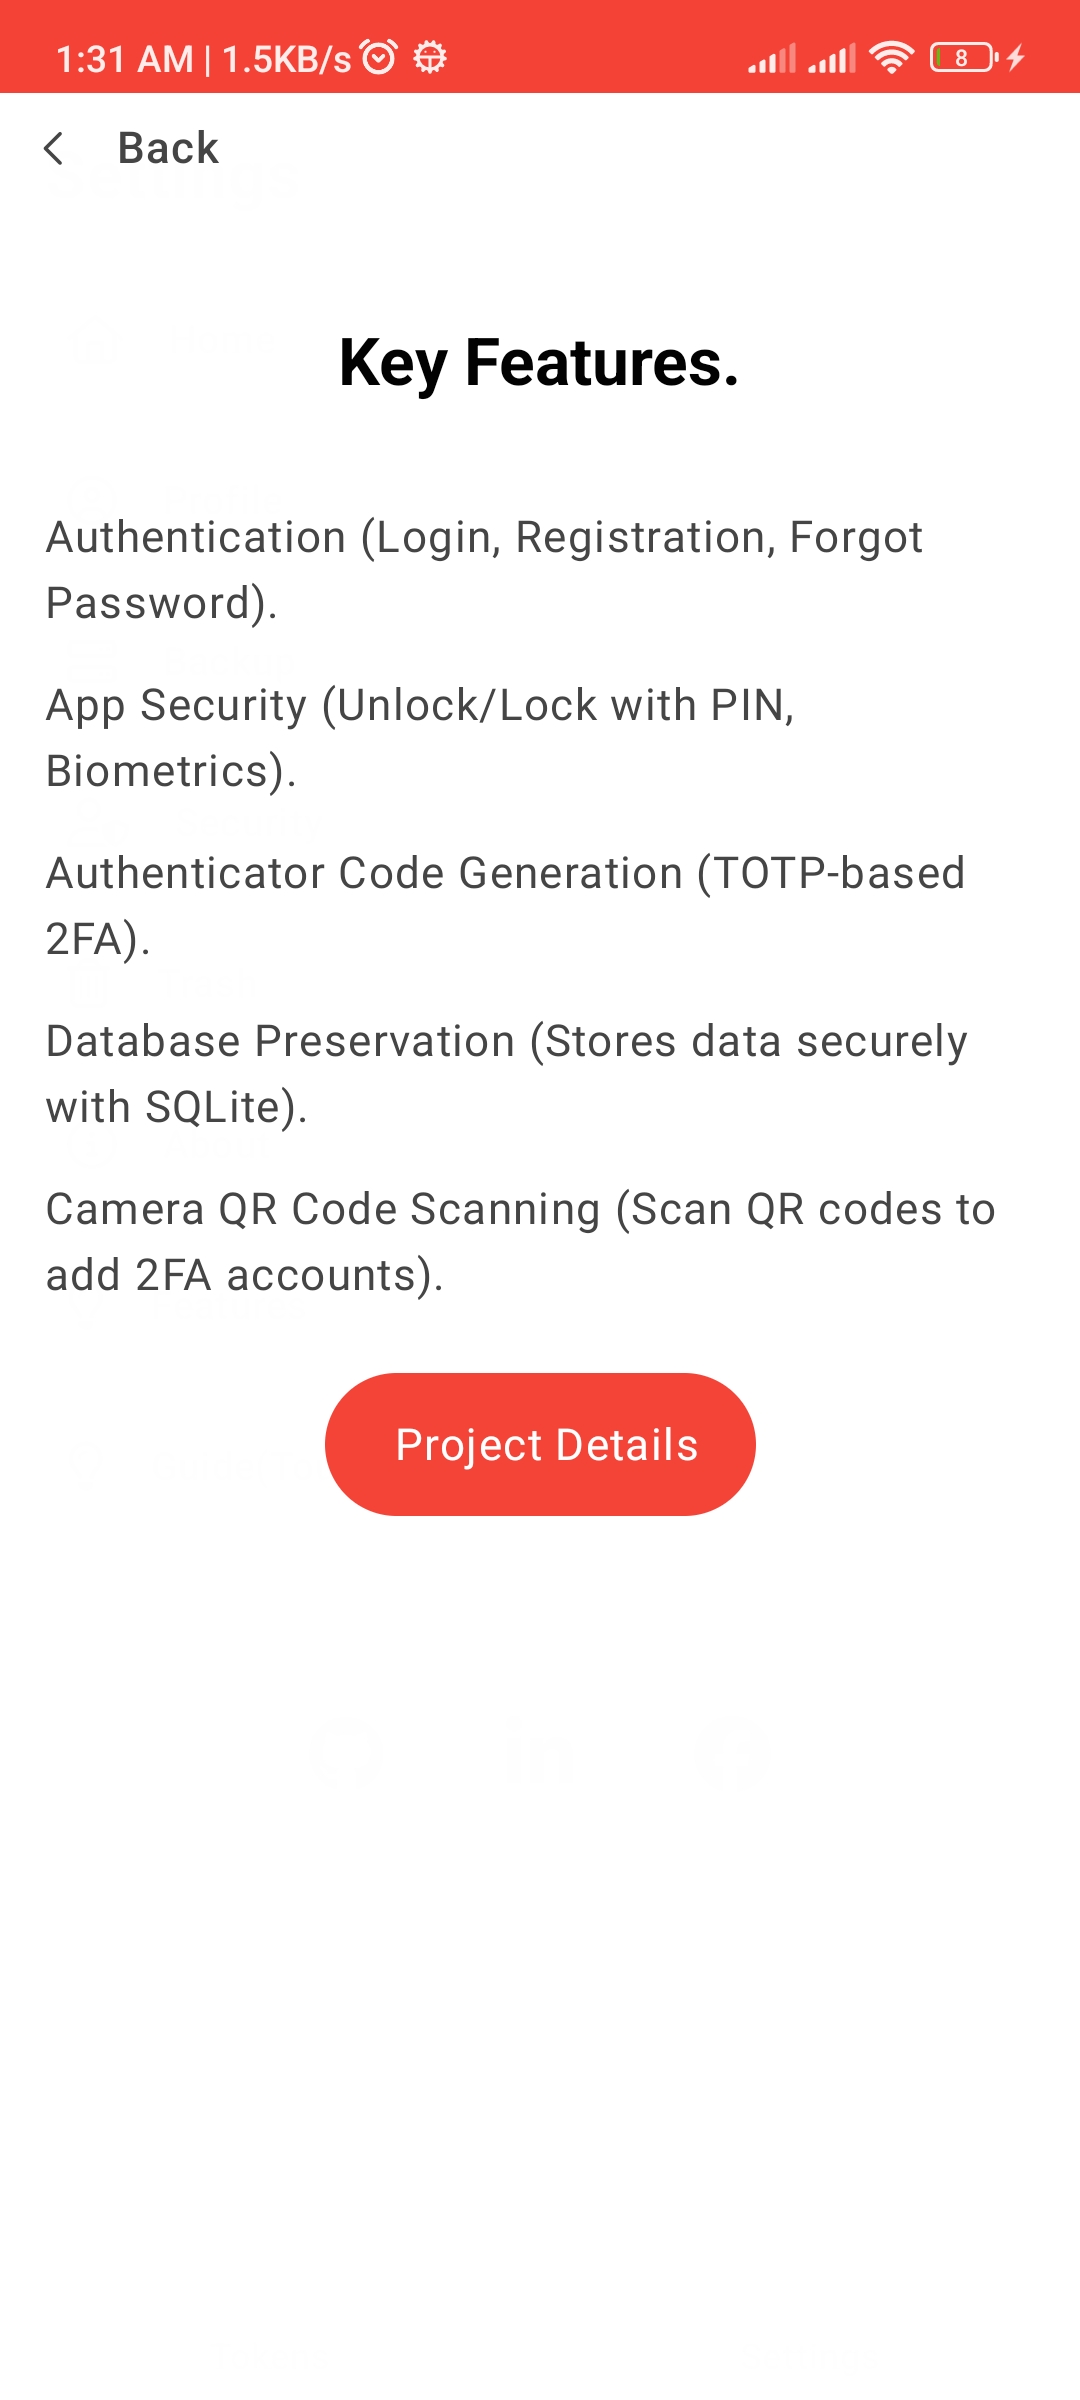 1:31 AM | 1.5KB/s
8
Back
Key Features.
Authentication (Login, Registration, Forgot
Password).
App Security (Unlock/Lock with PIN,
Biometrics).
Authenticator Code Generation (TOTP-based
2FA).
Database Preservation (Stores data securely
with SQLite).
Camera QR Code Scanning (Scan QR codes to
add 2FA accounts).
Project Details